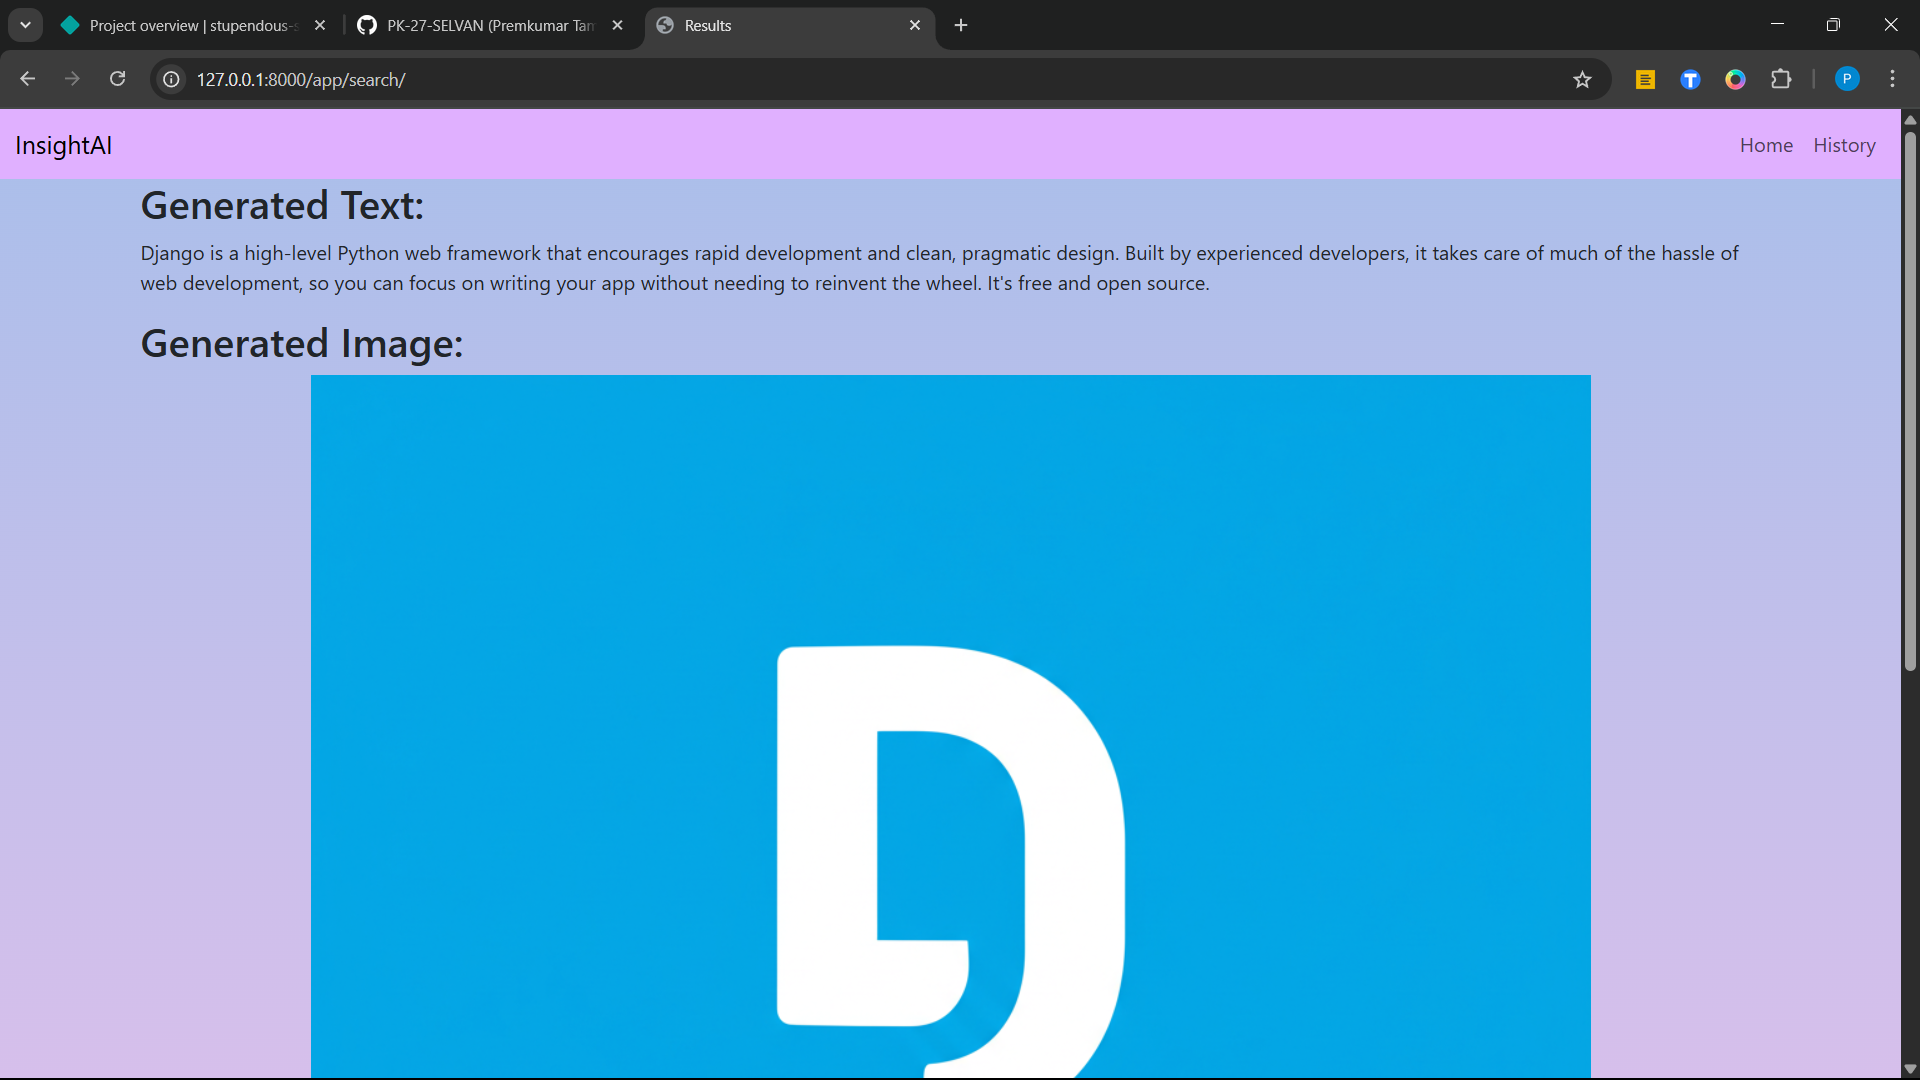 Project overview | stupendous-s
PK-27-SELVAN (Premkumar Tam
Results
127.0.0.1:8000/app/search/
T
P
InsightAI
Home
History
Generated Text:
Django is a high-level Python web framework that encourages rapid development and clean, pragmatic design. Built by experienced developers, it takes care of much of the hassle of
web development, so you can focus on writing your app without needing to reinvent the wheel. It's free and open source.
Generated Image:
D